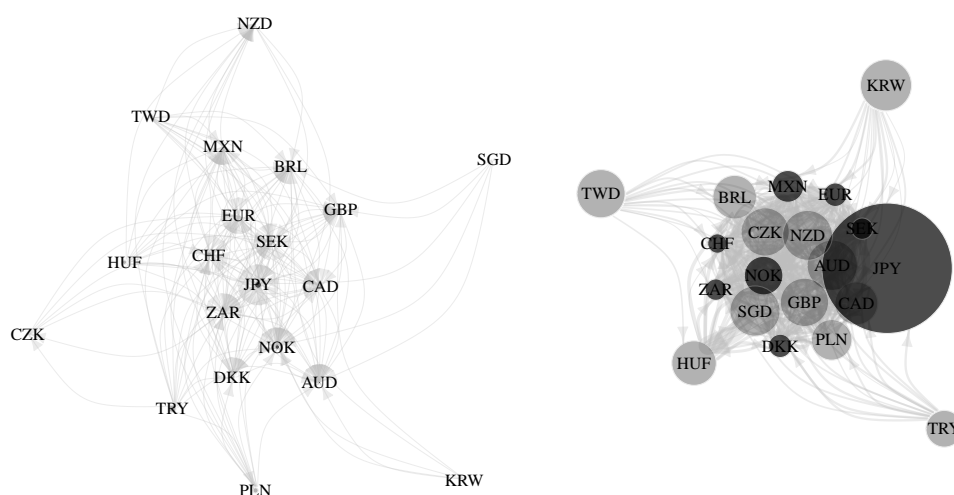 NZD
TWD
MXN
BRL
SGD
EUR
GBP
SEK
CHF
HUF
JPY
CAD
ZAR
CZK
NOK
DKK
AUD
TRY
PLN
KRW
KRW
TWD
MXN
EUR
BRL
SEK
CZK
NZD
CHF
AUD
JPY
NOK
ZAR
GBP
CAD
SGD
PLN
DKK
HUF
TRY